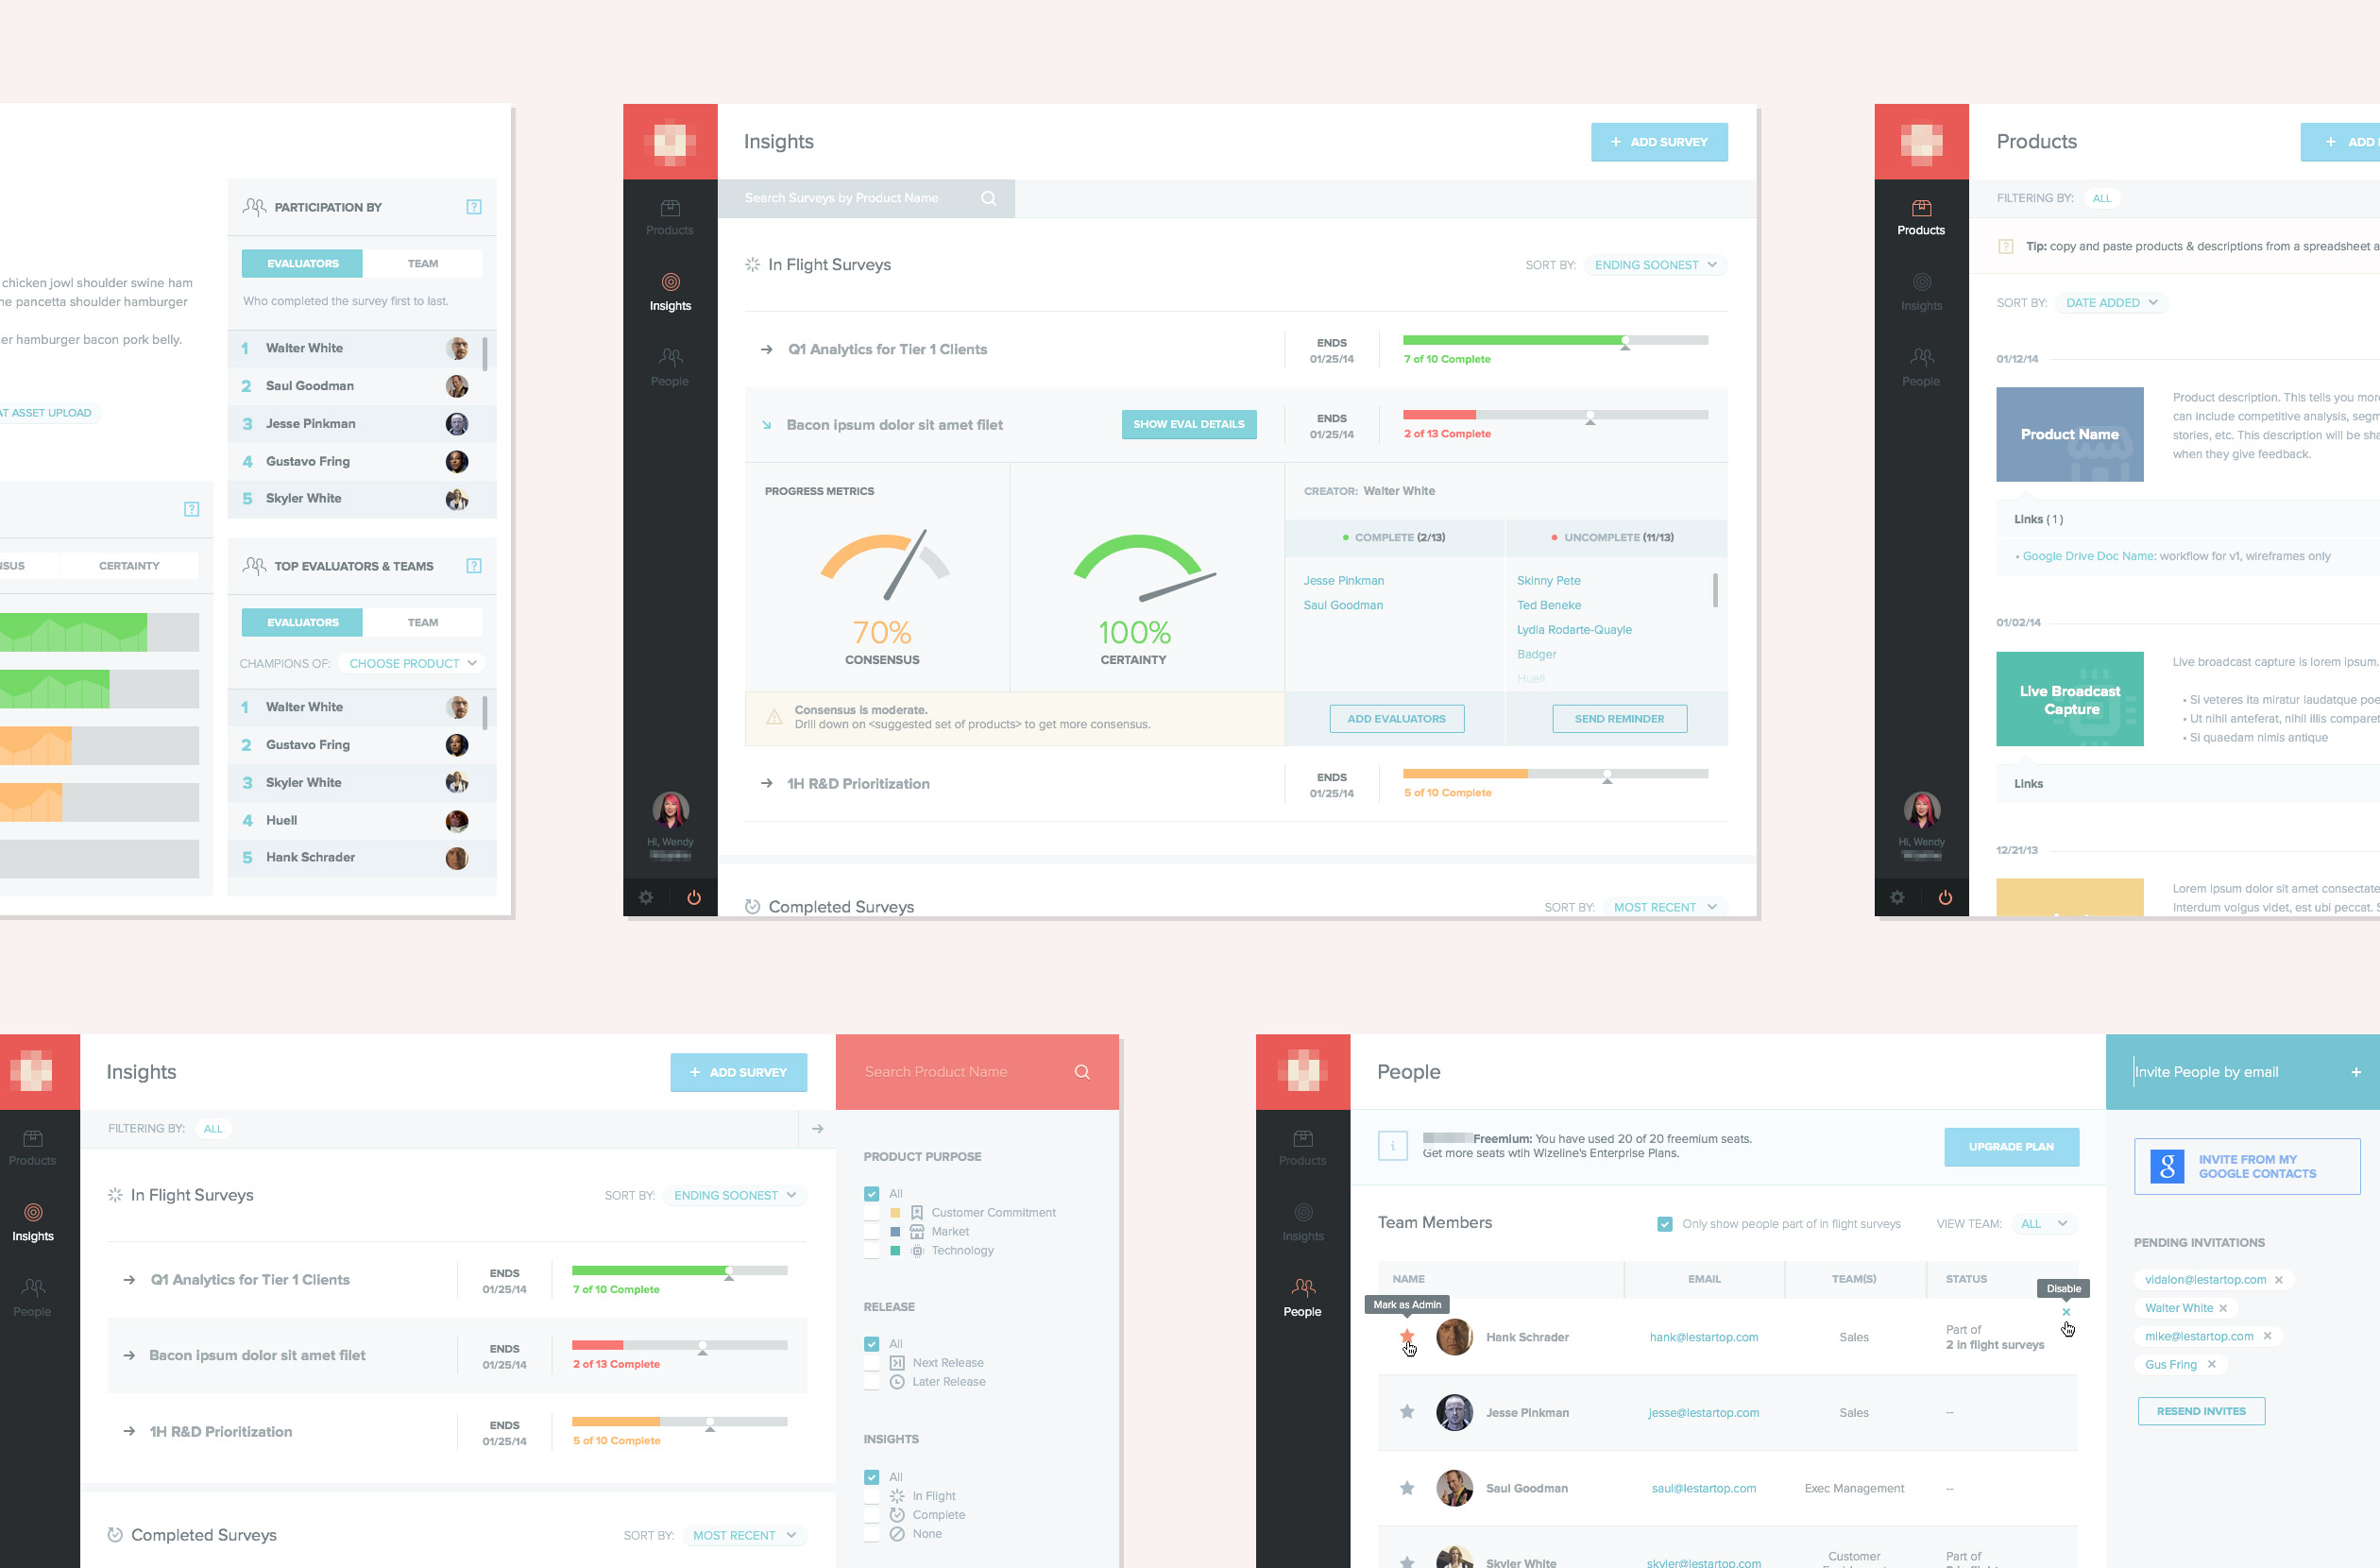 chicken jowl shoulder swine ham
ne pancetta shoulder hamburger
er hamburger bacon pork belly.
AT ASSET UPLOAD
NSUS
CERTAINTY
PARTICIPATION BY
?
EVALUATORS
TEAM
Who completed the survey first to last.
1 Walter White
2 Saul Goodman
3 Jesse Pinkman
4 Gustavo Fring
5 Skyler White
?
TOP EVALUATORS & TEAMS
?
EVALUATORS
TEAM
CHAMPIONS OF: CHOOSE PRODUCT
1 Walter White
2 Gustavo Fring
3 Skyler White
4 Huell
5 Hank Schrader
Products
Insights
People
Hi, Wendy
Insights
+ ADD SURVEY
Search Surveys by Product Name
In Flight Surveys
SORT BY: ENDING SOONEST
Q1 Analytics for Tier 1 Clients
ENDS
01/25/14
7 of 10 Complete
Bacon ipsum dolor sit amet filet
SHOW EVAL DETAILS
ENDS
01/25/14
2 of 13 Complete
PROGRESS METRICS
70%
CONSENSUS
100%
CERTAINTY
CREATOR: Walter White
COMPLETE (2/13)
UNCOMPLETE (11/13)
Jesse Pinkman
Saul Goodman
Skinny Pete
Ted Beneke
Lydia Rodarte-Quayle
Badger
Huell
Consensus is moderate.
Drill down on <suggested set of products> to get more consensus.
ADD EVALUATORS
SEND REMINDER
1H R&D Prioritization
ENDS
01/25/14
5 of 10 Complete
Completed Surveys
SORT BY: MOST RECENT
Products
Insights
People
Hi, Wendy
Products
+ ADD
FILTERING BY: ALL
? Tip: copy and paste products & descriptions from a spreadsheet a
SORT BY: DATE ADDED
01/12/14
Product Name
Product description. This tells you more
can include competitive analysis, segm
stories, etc. This description will be sha
when they give feedback.
Links (1)
• Google Drive Doc Name: workflow for v1, wireframes only
01/02/14
Live Broadcast
Capture
Live broadcast capture is lorem Ipsum.
• Si veteres ita miratur laudatque poe
• Ut nihil anteferat, nihil illis comparet
• Si quaedam nimis antique
Links
12/21/13
Lorem ipsum dolor sit amet consectate
Interdum volgus videt, est ubi peccat. S
Products
Insights
People
Insights
+ ADD SURVEY
Search Product Name
FILTERING BY: ALL
In Flight Surveys
SORT BY: ENDING SOONEST
Q1 Analytics for Tier 1 Clients
ENDS
01/25/14
7 of 10 Complete
Bacon ipsum dolor sit amet filet
ENDS
01/25/14
2 of 13 Complete
1H R&D Prioritization
ENDS
01/25/14
5 of 10 Complete
Completed Surveys
SORT BY: MOST RECENT
PRODUCT PURPOSE
All
Customer Commitment
Market
Technology
RELEASE
All
Next Release
Later Release
INSIGHTS
All
In Flight
Complete
None
Products
Insights
People
People
Invite People by email +
i
Freemium: You have used 20 of 20 freemium seats.
Get more seats wtih Wizeline's Enterprise Plans.
UPGRADE PLAN
Team Members
Only show people part of in flight surveys
VIEW TEAM: ALL
NAME
EMAIL
TEAM(S)
STATUS
Mark as Admin
Disable
Hank Schrader
hank@lestartop.com
Sales
Part of
2 in flight surveys
Jesse Pinkman
jesse@lestartop.com
Sales
--
Saul Goodman
saul@lestartop.com
Exec Management
--
Skyler White
skyler@lestartop.com
Customer
Part of
g INVITE FROM MY
GOOGLE CONTACTS
PENDING INVITATIONS
vidalon@lestartop.com ×
Walter White ×
mike@lestartop.com ×
Gus Fring ×
RESEND INVITES